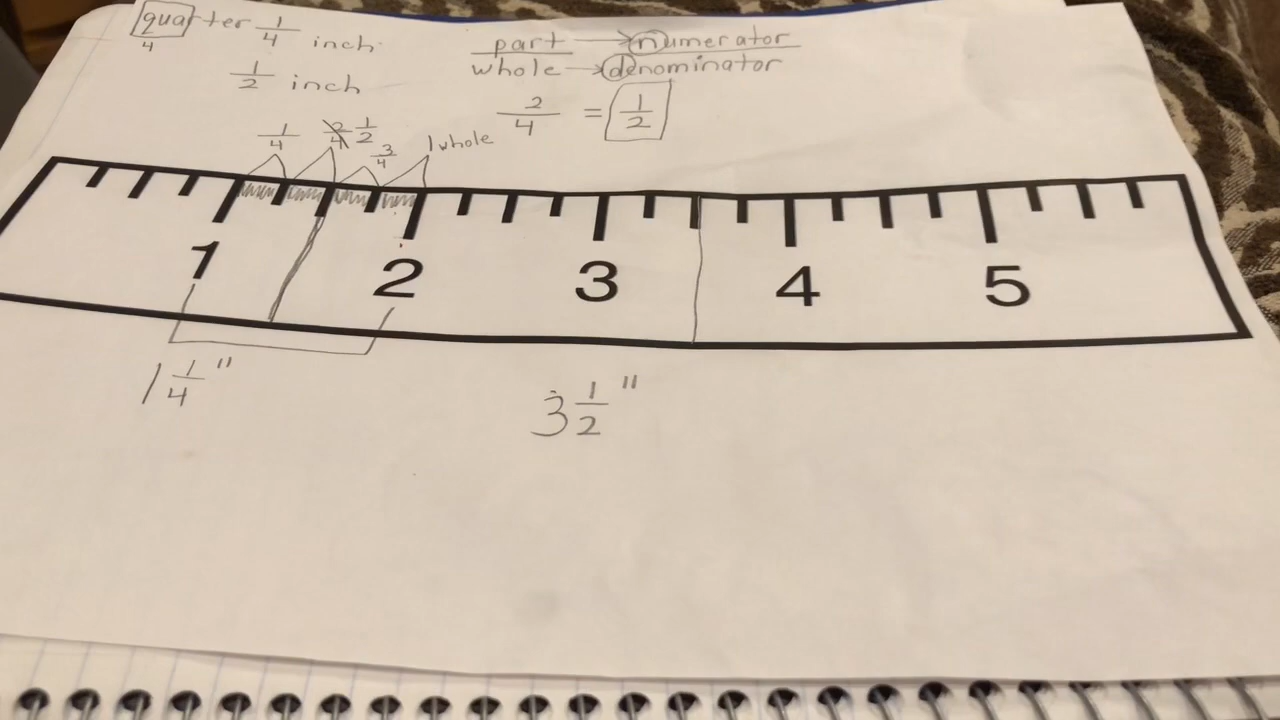 quarter 1/4 inch
4
1/2 inch
part → numerator
whole → denominator
2/4 = 1/2
1/4 2/4 1/2 3/4 1 whole
1 2 3 4 5
1 1/4"
3 1/2"